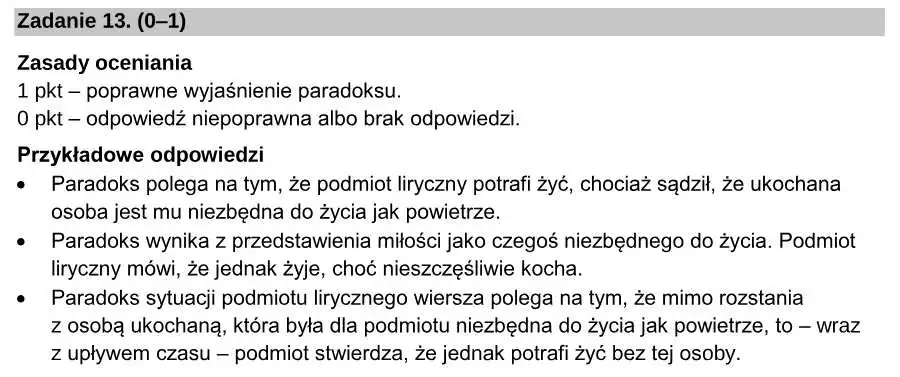 Zadanie 13. (0–1)
Zasady oceniania
1 pkt – poprawne wyjaśnienie paradoksu.
0 pkt – odpowiedź niepoprawna albo brak odpowiedzi.
Przykładowe odpowiedzi
• Paradoks polega na tym, że podmiot liryczny potrafi żyć, chociaż sądził, że ukochana
osoba jest mu niezbędna do życia jak powietrze.
• Paradoks wynika z przedstawienia miłości jako czegoś niezbędnego do życia. Podmiot
liryczny mówi, że jednak żyje, choć nieszczęśliwie kocha.
• Paradoks sytuacji podmiotu lirycznego wiersza polega na tym, że mimo rozstania
z osobą ukochaną, która była dla podmiotu niezbędna do życia jak powietrze, to – wraz
z upływem czasu – podmiot stwierdza, że jednak potrafi żyć bez tej osoby.